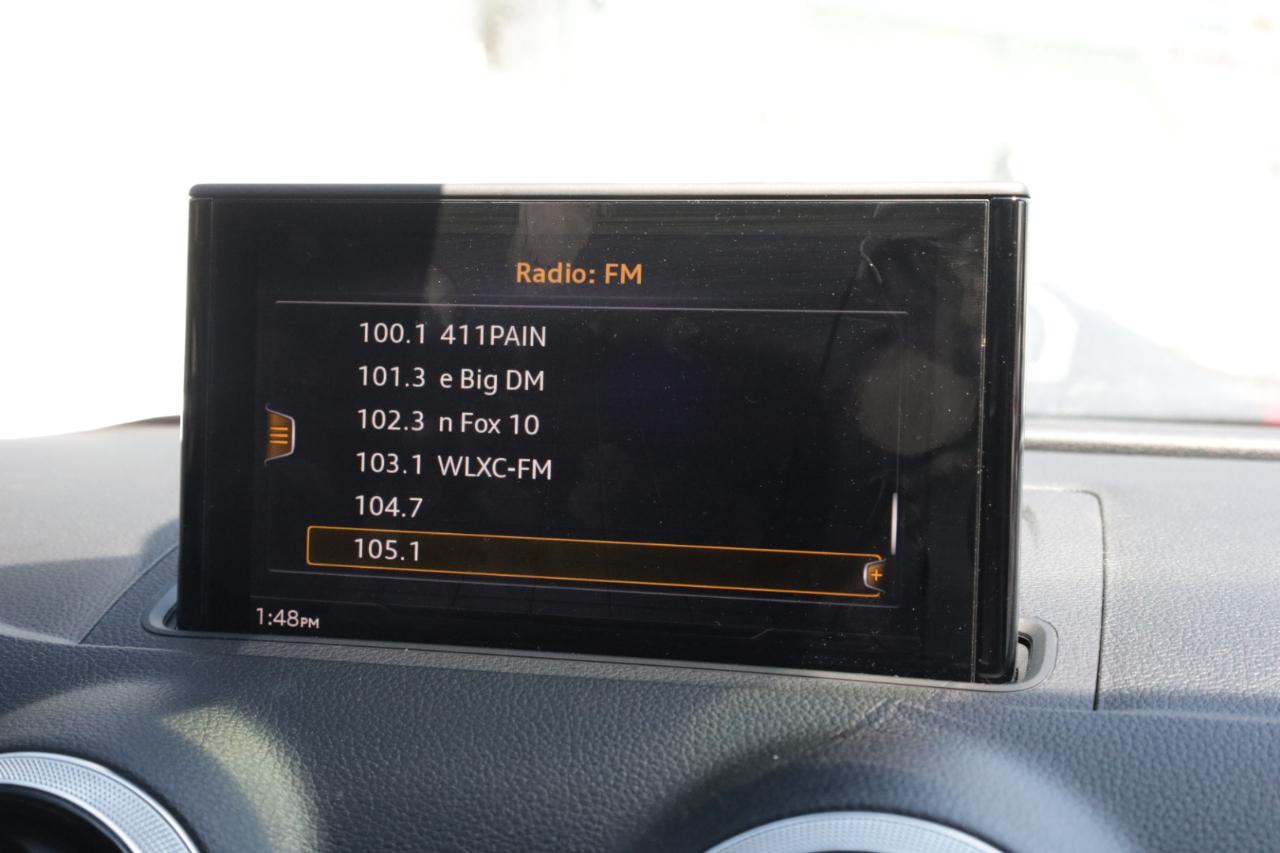 Radio: FM
100.1 411PAIN
101.3 e Big DM
102.3 n Fox 10
103.1 WLXC-FM
104.7
105.1
1:48PM